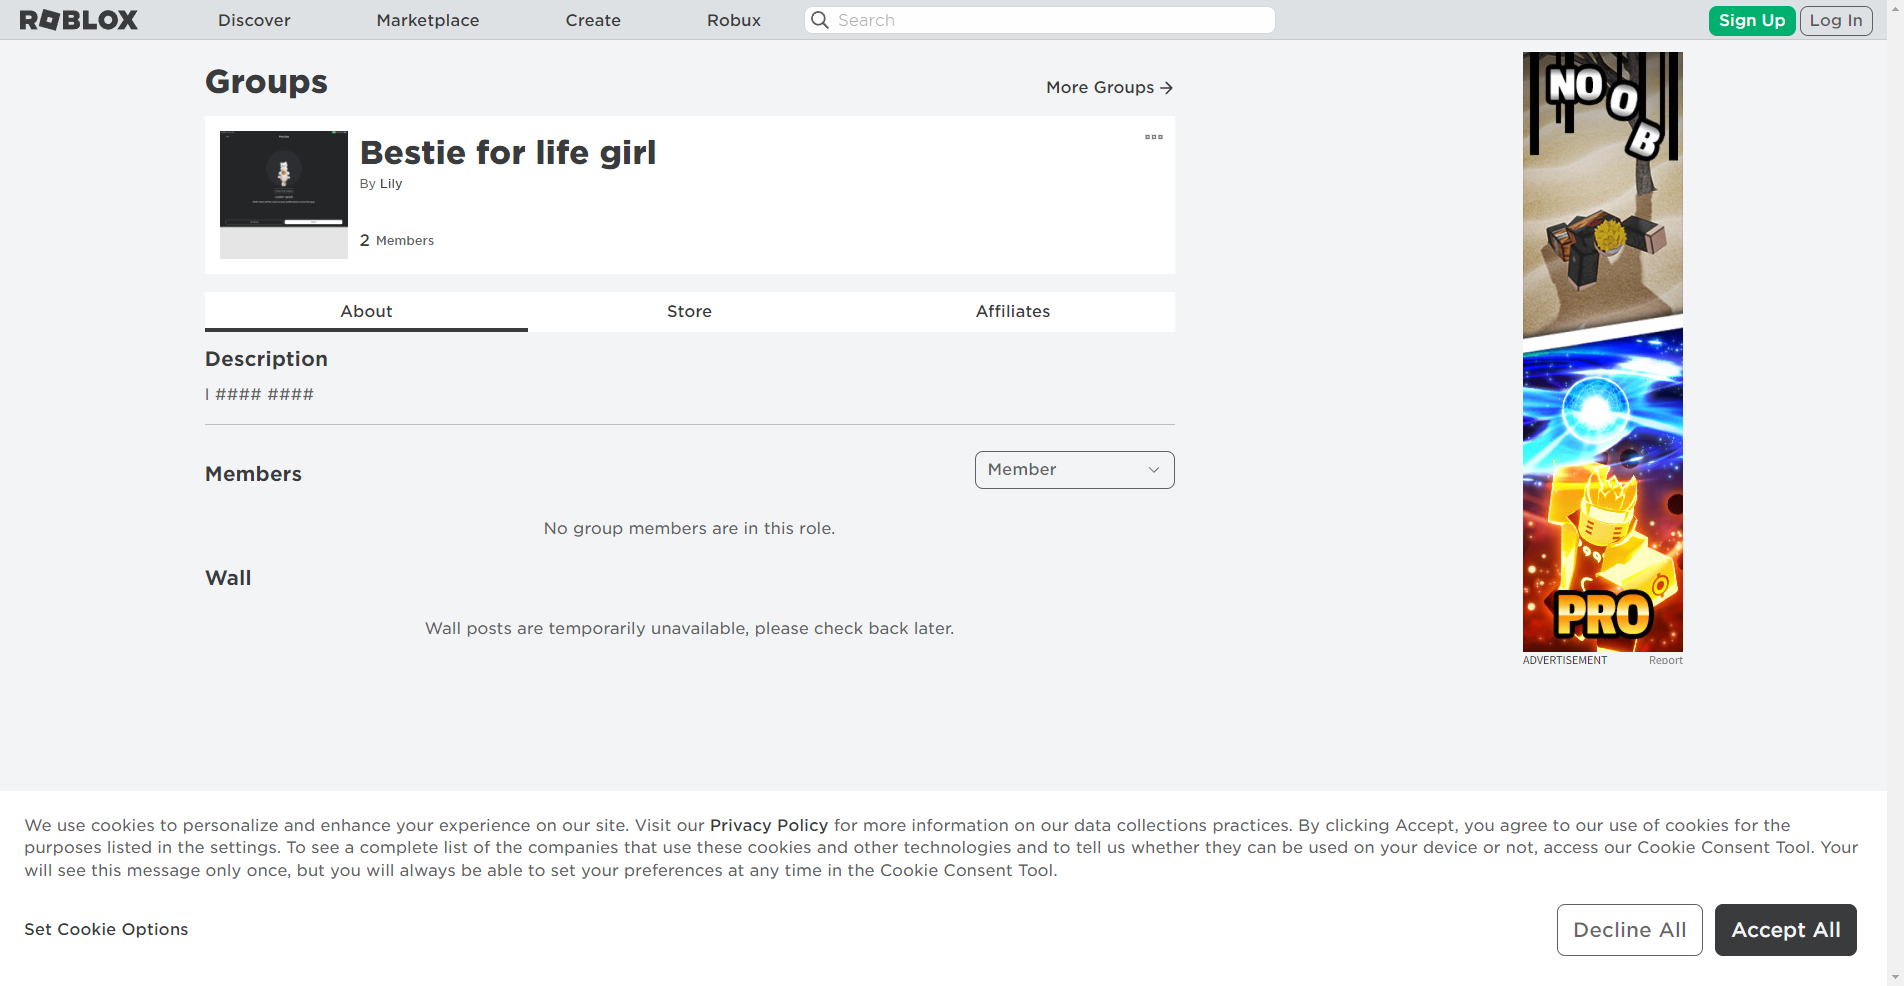 ROBLOX
Discover
Marketplace
Create
Robux
Search
Sign Up
Log In
Groups
More Groups
Bestie for life girl
By Lily
2 Members
About
Store
Affiliates
Description
I #### ####
Members
Member
No group members are in this role.
Wall
Wall posts are temporarily unavailable, please check back later.
NOOB
PRO
ADVERTISEMENT
Report
We use cookies to personalize and enhance your experience on our site. Visit our Privacy Policy for more information on our data collections practices. By clicking Accept, you agree to our use of cookies for the
purposes listed in the settings. To see a complete list of the companies that use these cookies and other technologies and to tell us whether they can be used on your device or not, access our Cookie Consent Tool. Your
will see this message only once, but you will always be able to set your preferences at any time in the Cookie Consent Tool.
Set Cookie Options
Decline All
Accept All